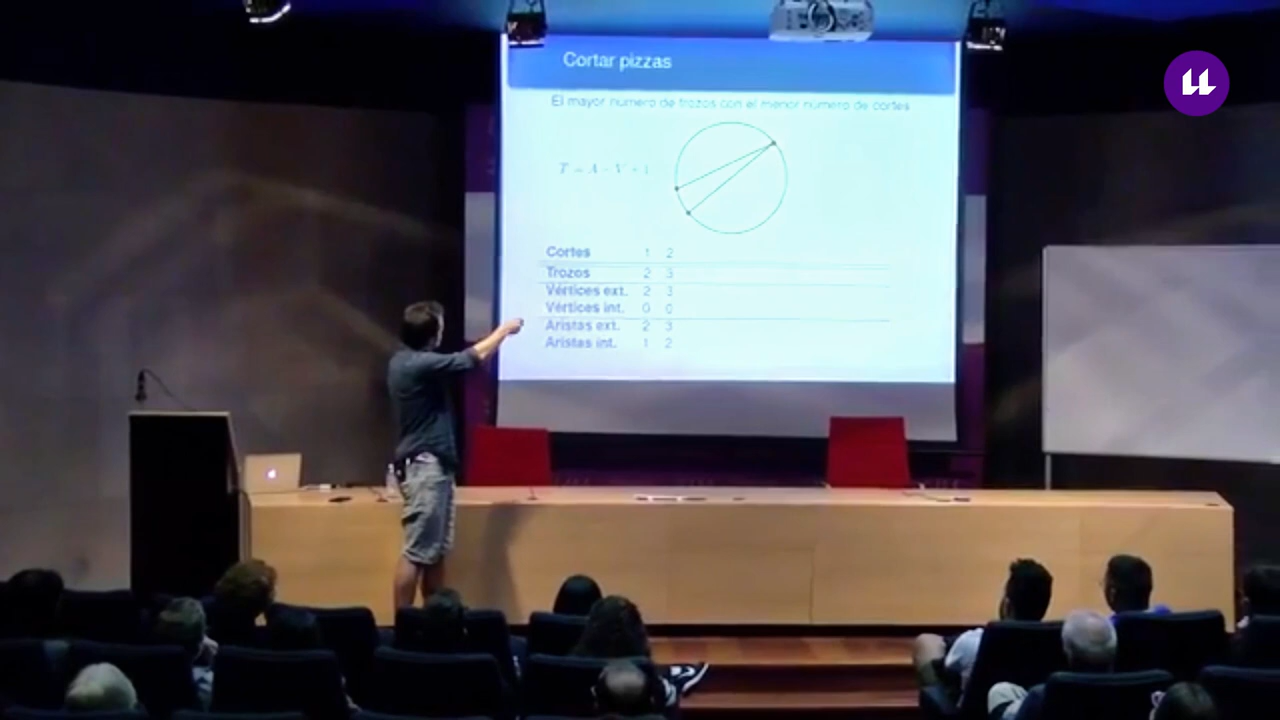 Cortar pizzas
El mayor número de trozos con el menor número de cortes
T = A − V + 1
Cortes 1 2
Trozos 2 3
Vértices ext. 2 3
Vértices int. 0 0
Aristas ext. 2 3
Aristas int. 1 2